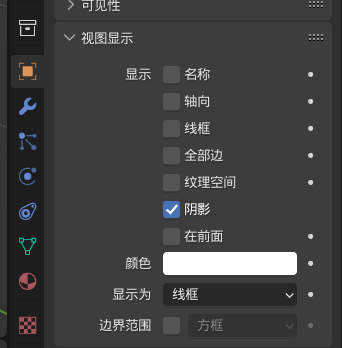 可见性
视图显示
显示 名称
轴向
线框
全部边
纹理空间
阴影
在前面
颜色
显示为 线框
边界范围 方框